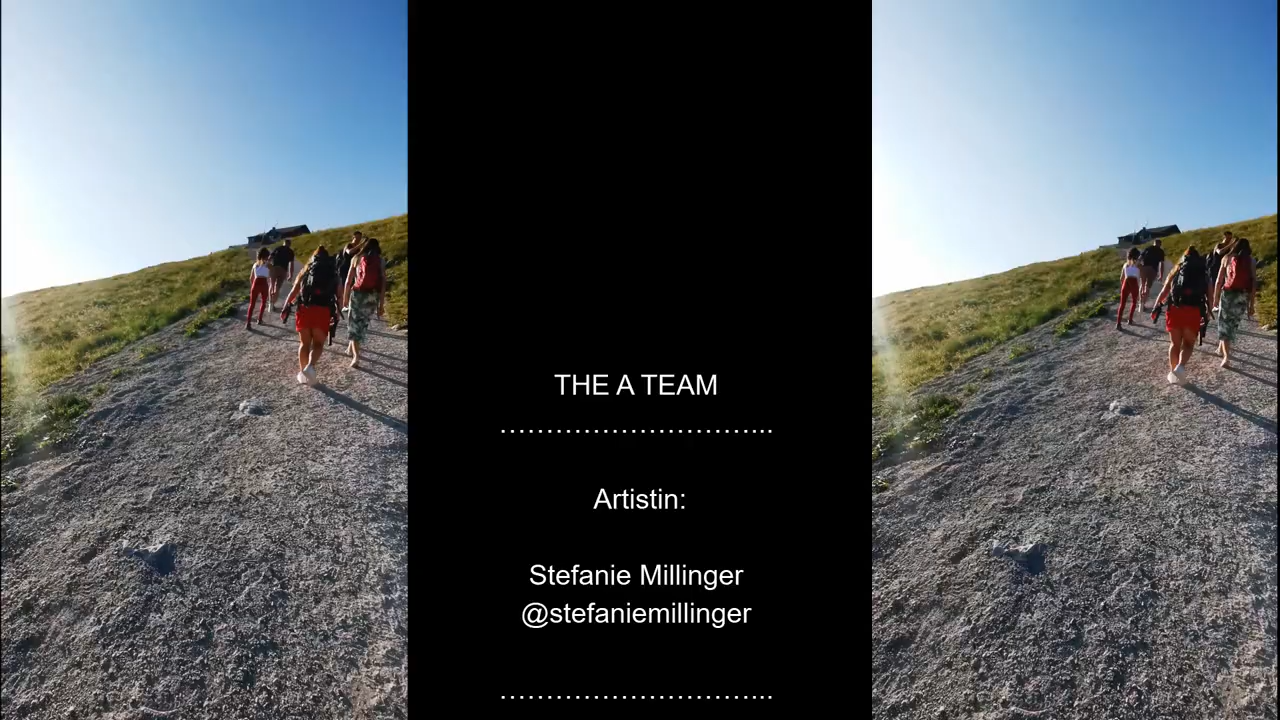 THE A TEAM
…………………………...
Artistin:
Stefanie Millinger
@stefaniemillinger
…………………………...